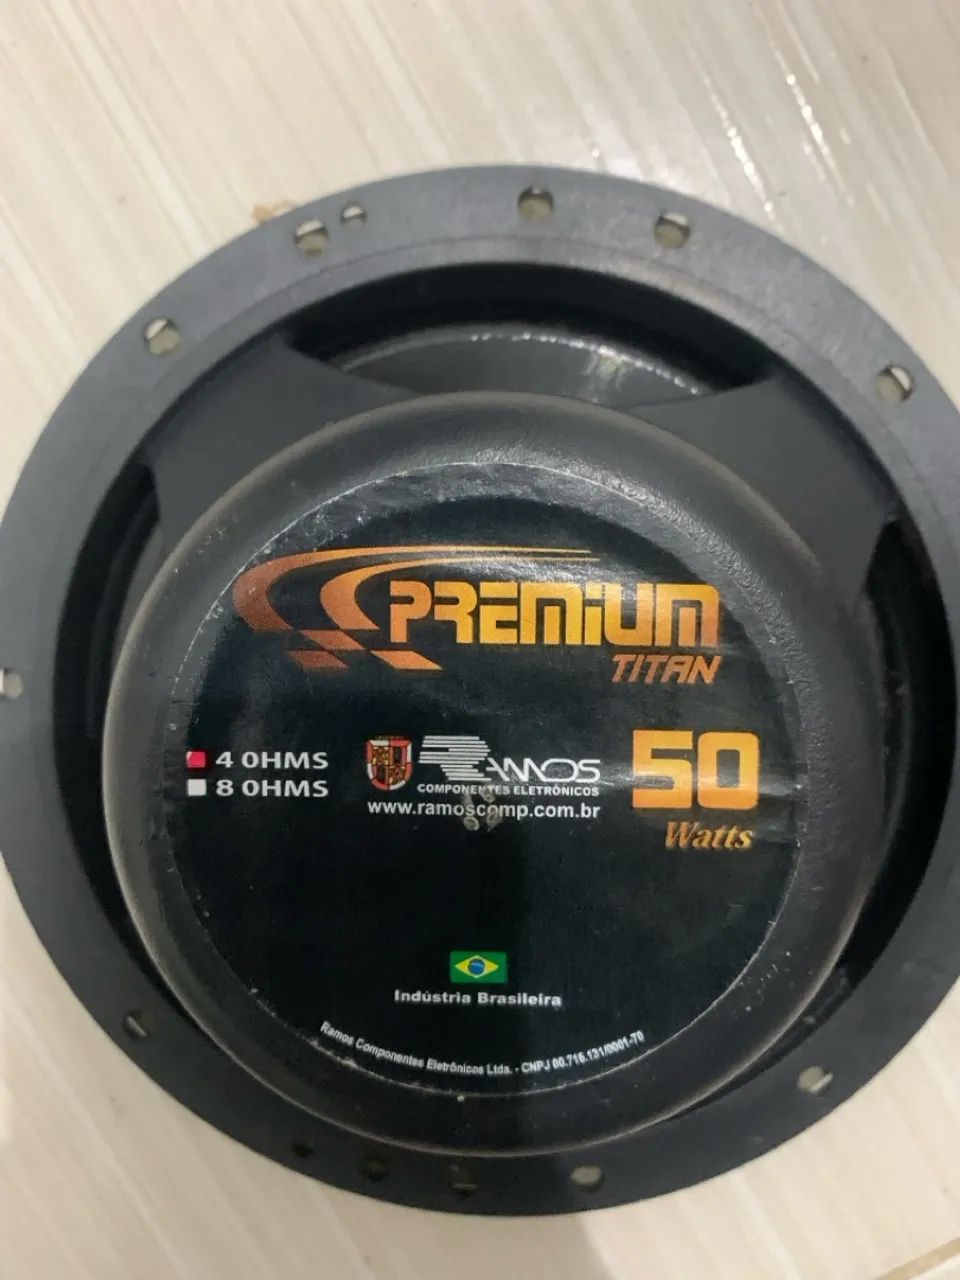 PREMiUM
TITAN
4 OHMS
8 OHMS
RAMOS
COMPONENTES ELETRÔNICOS
www.ramoscomp.com.br
50
Watts
Indústria Brasileira
Ramos Componentes Eletrônicos Ltda. - CNPJ 00.716.131/0001-70